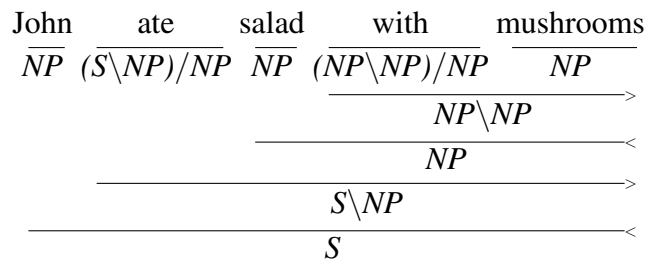 John ate salad with mushrooms
NP (S\NP)/NP NP (NP\NP)/NP NP
>
NP\NP
<
NP
>
S\NP
<
S